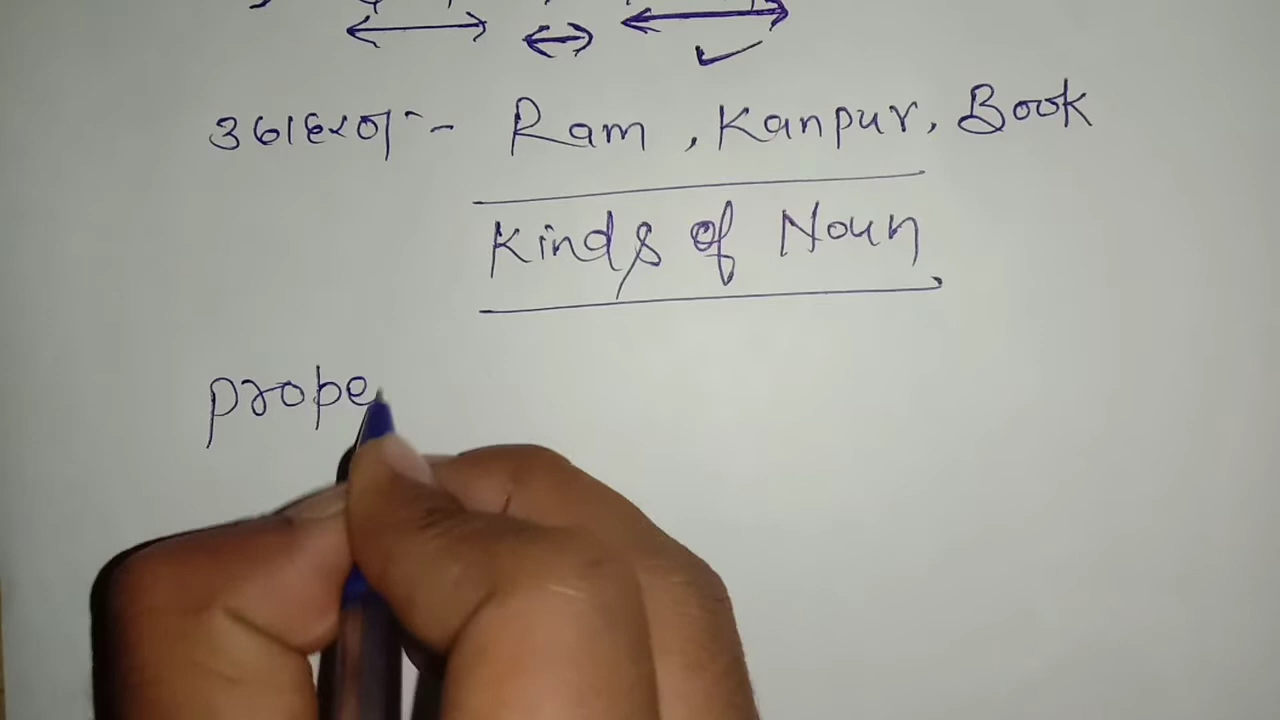 उदाहरण:- Ram, Kanpur, Book
Kinds of Noun
prope